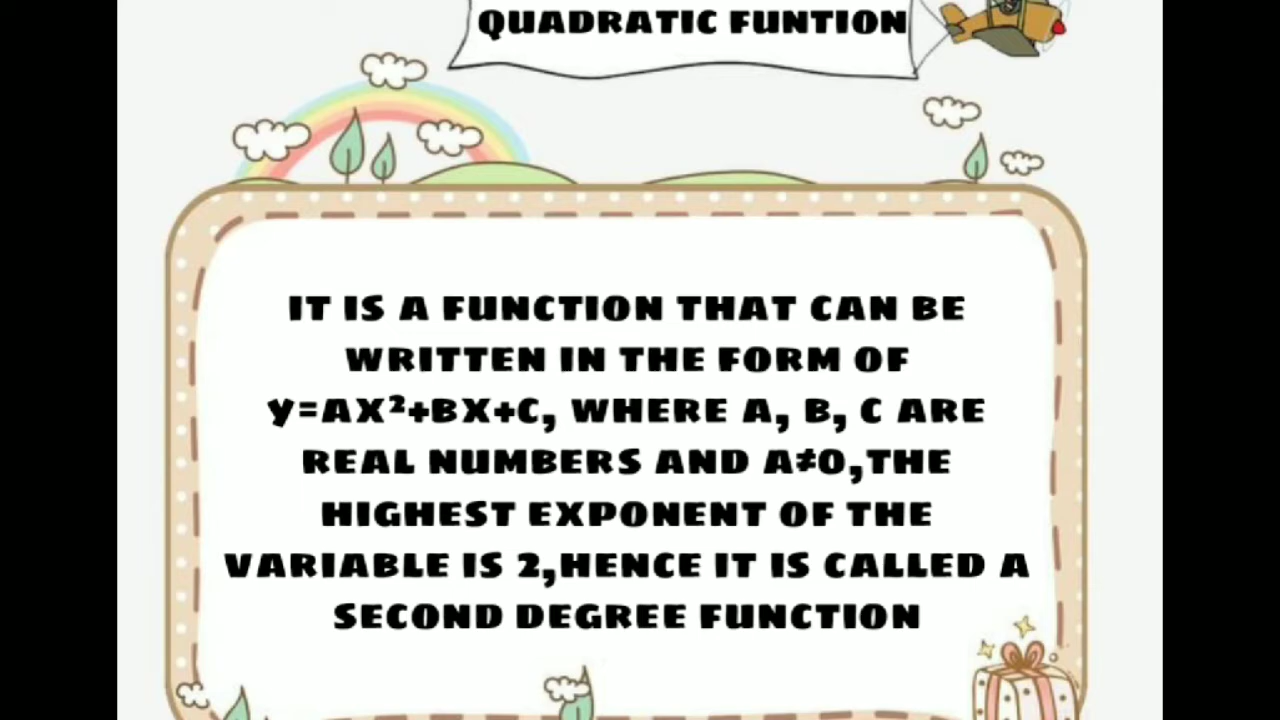 QUADRATIC FUNTION
IT IS A FUNCTION THAT CAN BE
WRITTEN IN THE FORM OF
y=AX²+BX+C, WHERE A, B, C ARE
REAL NUMBERS AND A≠0,THE
HIGHEST EXPONENT OF THE
VARIABLE IS 2,HENCE IT IS CALLED A
SECOND DEGREE FUNCTION